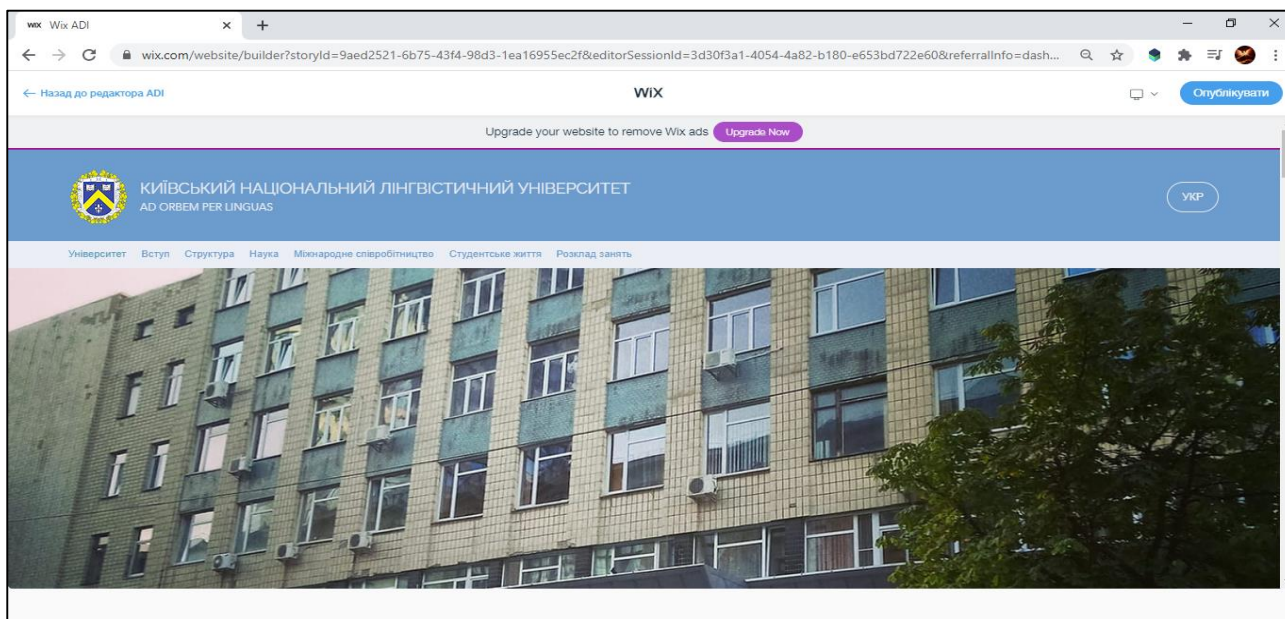 WiX Wix ADI
wix.com/website/builder?storyId=9aed2521-6b75-43f4-98d3-1ea16955ec2f&editorSessionId=3d30f3a1-4054-4a82-b180-e653bd722e60&referralInfo=dash...
← Назад до редактора ADI
WiX
Опублікувати
Upgrade your website to remove Wix ads Upgrade Now
КИЇВСЬКИЙ НАЦІОНАЛЬНИЙ ЛІНГВІСТИЧНИЙ УНІВЕРСИТЕТ
AD ORBEM PER LINGUAS
УКР
Університет Вступ Структура Наука Міжнародне співробітництво Студентське життя Розклад занять